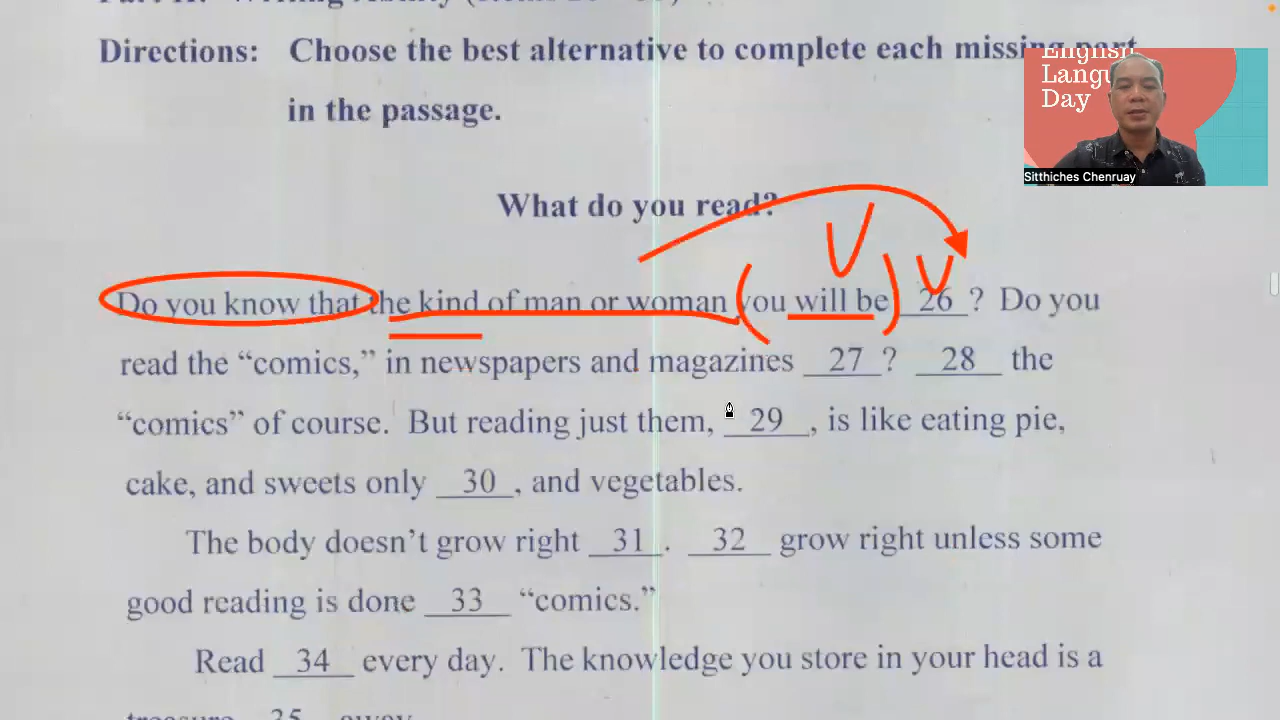 Directions: Choose the best alternative to complete each missing part
in the passage.
English
Langu
Day
Sitthiches Chenruay
What do you read?
V
V
Do you know that the kind of man or woman (you will be) 26 ? Do you
read the “comics,” in newspapers and magazines 27 ? 28 the
“comics” of course. But reading just them, 29 , is like eating pie,
cake, and sweets only 30 , and vegetables.
The body doesn’t grow right 31 . 32 grow right unless some
good reading is done 33 “comics.”
Read 34 every day. The knowledge you store in your head is a
treasure 35 away.